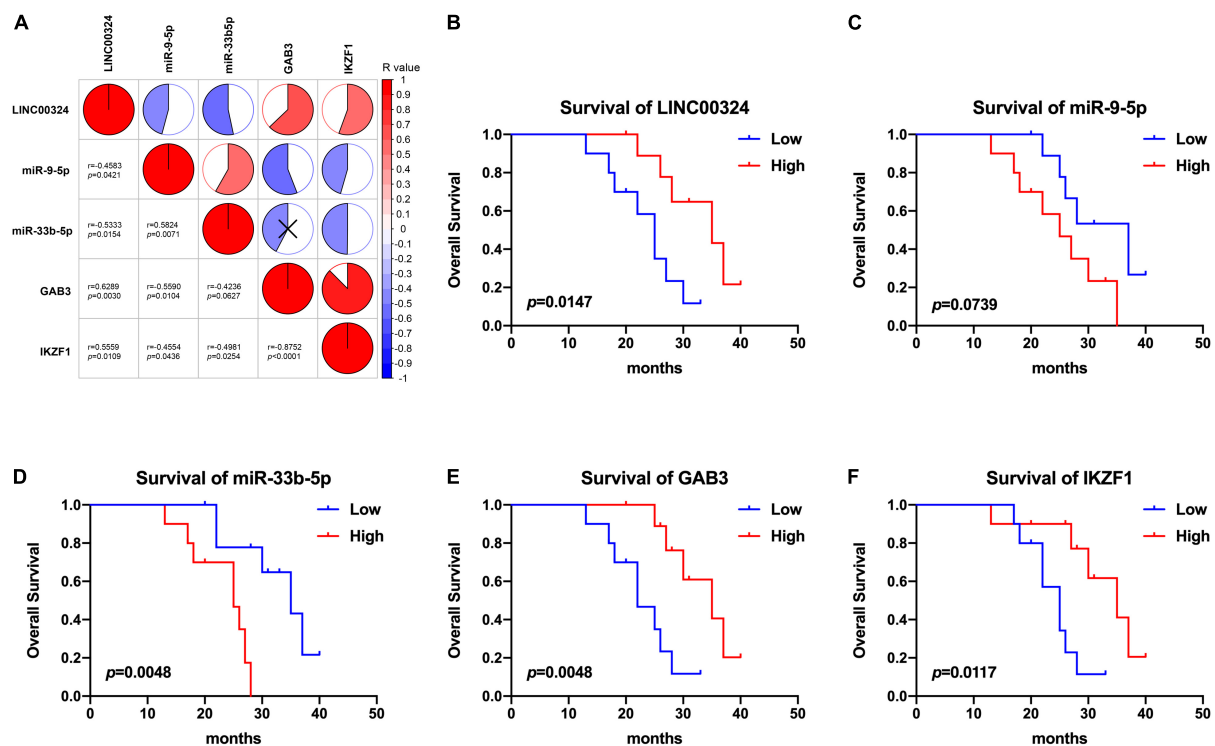 A
LINC00324
miR-9-5p
miR-33b5p
GAB3
IKZF1
R value
LINC00324
miR-9-5p
miR-33b-5p
GAB3
IKZF1
r=-0.4583
p=0.0421
r=-0.5333
p=0.0154
r=0.5824
p=0.0071
r=0.6289
p=0.0030
r=-0.5590
p=0.0104
r=-0.4236
p=0.0627
r=0.5559
p=0.0109
r=-0.4554
p=0.0436
r=-0.4981
p=0.0254
r=-0.8752
p<0.0001
1
0.9
0.8
0.7
0.6
0.5
0.4
0.3
0.2
0.1
0
-0.1
-0.2
-0.3
-0.4
-0.5
-0.6
-0.7
-0.8
-0.9
-1
B
Survival of LINC00324
Overall Survival
1.0
0.8
0.6
0.4
0.2
0.0
Low
High
p=0.0147
0 10 20 30 40 50
months
C
Survival of miR-9-5p
Overall Survival
1.0
0.8
0.6
0.4
0.2
0.0
Low
High
p=0.0739
0 10 20 30 40 50
months
D
Survival of miR-33b-5p
Overall Survival
1.0
0.8
0.6
0.4
0.2
0.0
Low
High
p=0.0048
0 10 20 30 40 50
months
E
Survival of GAB3
Overall Survival
1.0
0.8
0.6
0.4
0.2
0.0
Low
High
p=0.0048
0 10 20 30 40 50
months
F
Survival of IKZF1
Overall Survival
1.0
0.8
0.6
0.4
0.2
0.0
Low
High
p=0.0117
0 10 20 30 40 50
months